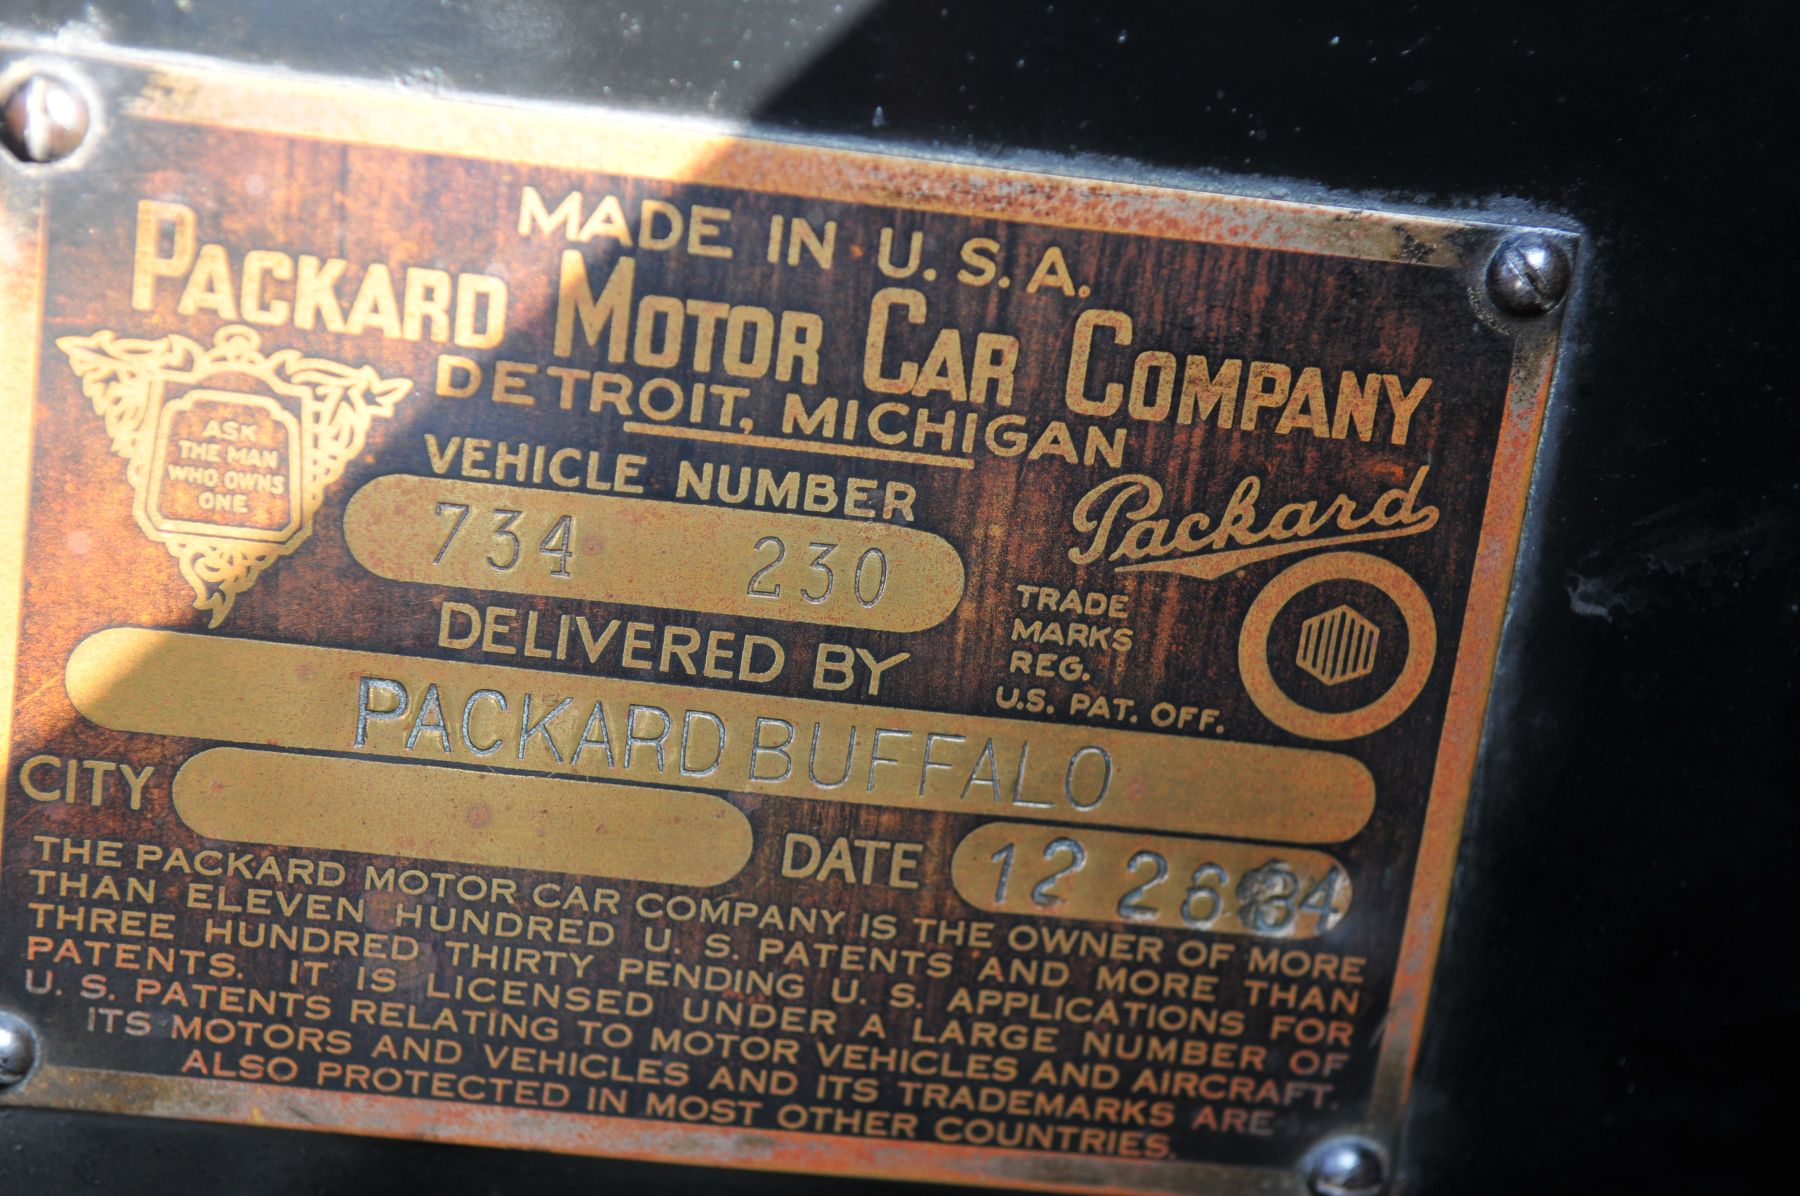 MADE IN U.S.A.
PACKARD MOTOR CAR COMPANY
DETROIT, MICHIGAN
ASK
THE MAN
WHO OWNS
ONE
VEHICLE NUMBER
734 230
Packard
TRADE
MARKS
REG.
U.S. PAT. OFF.
DELIVERED BY
PACKARD BUFFALO
CITY
DATE 12 26 34
THE PACKARD MOTOR CAR COMPANY IS THE OWNER OF MORE
THAN ELEVEN HUNDRED U. S. PATENTS AND MORE THAN
THREE HUNDRED THIRTY PENDING U. S. APPLICATIONS FOR
PATENTS. IT IS LICENSED UNDER A LARGE NUMBER OF
U. S. PATENTS RELATING TO MOTOR VEHICLES AND AIRCRAFT.
ITS MOTORS AND VEHICLES AND ITS TRADEMARKS ARE
ALSO PROTECTED IN MOST OTHER COUNTRIES.